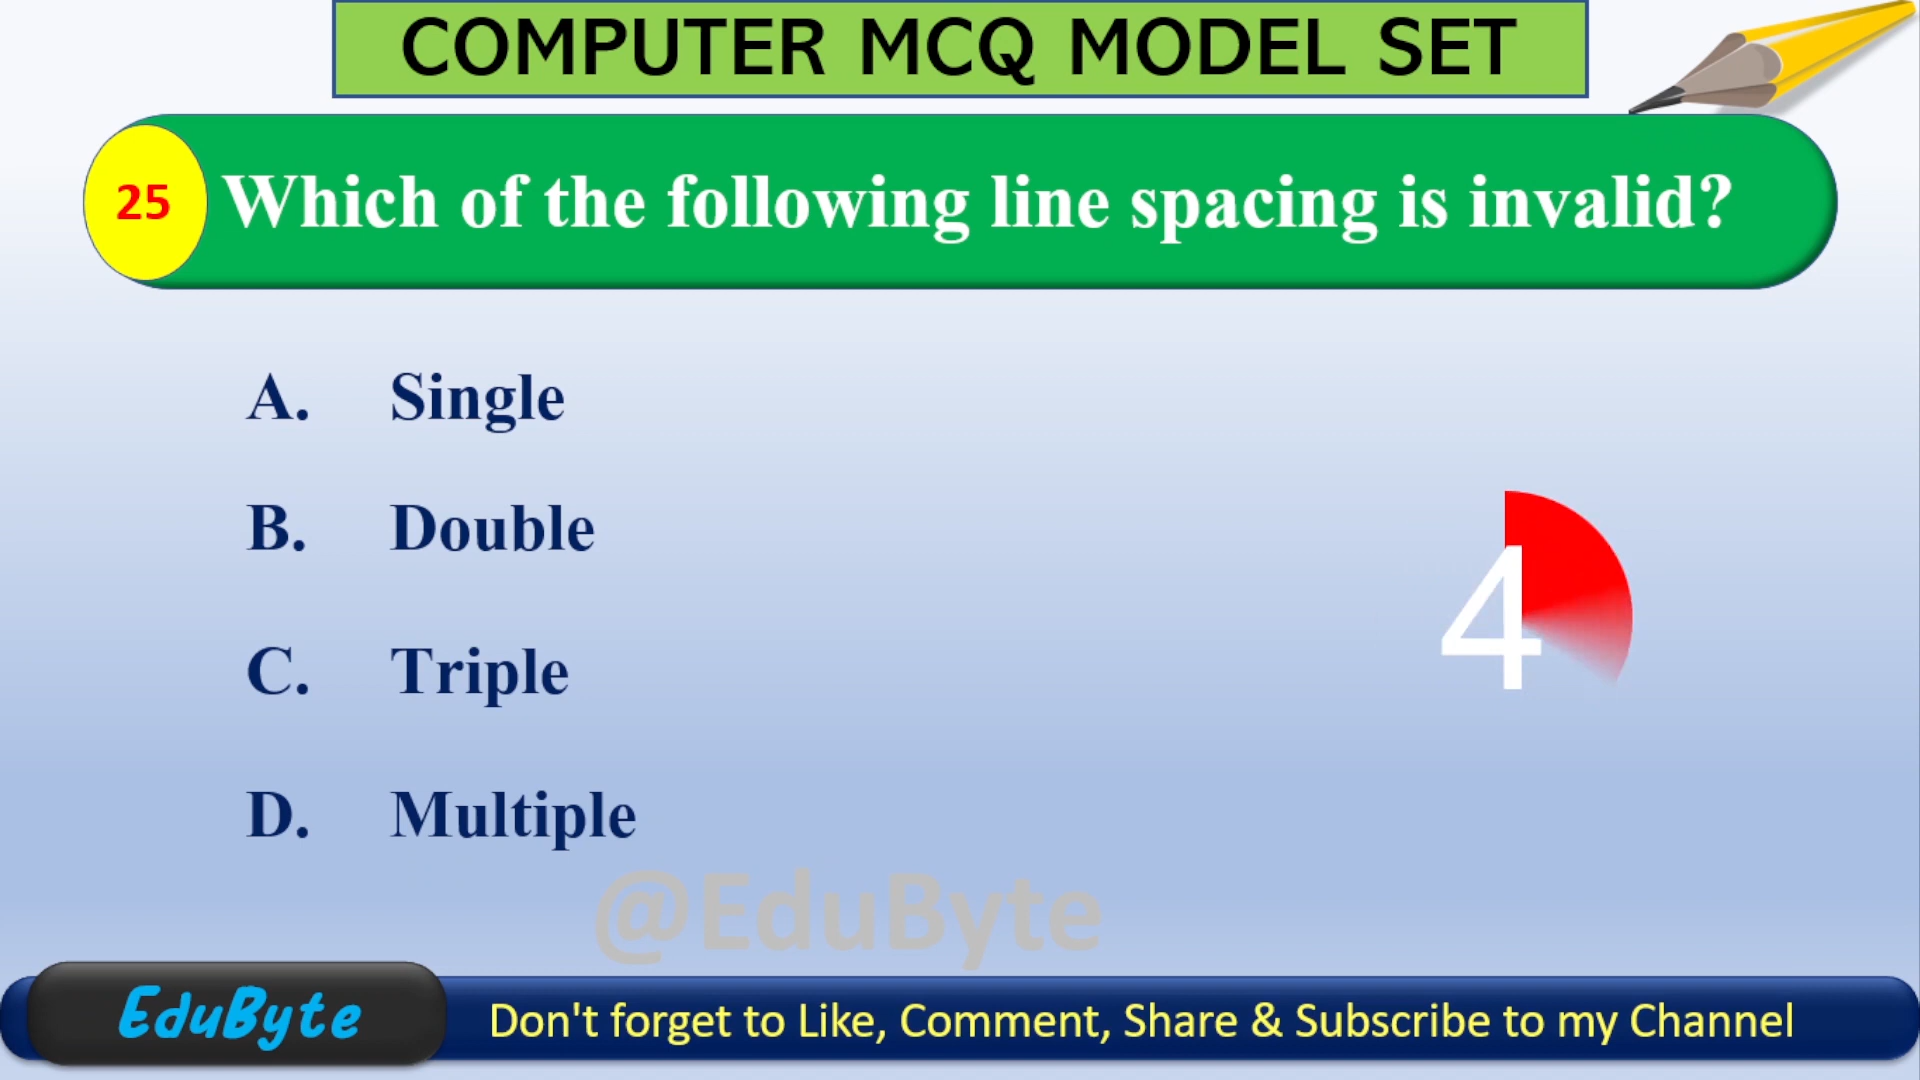 COMPUTER MCQ MODEL SET
25 Which of the following line spacing is invalid?
A. Single
B. Double
4
C. Triple
D. Multiple
@EduByte
EduByte Don't forget to Like, Comment, Share & Subscribe to my Channel